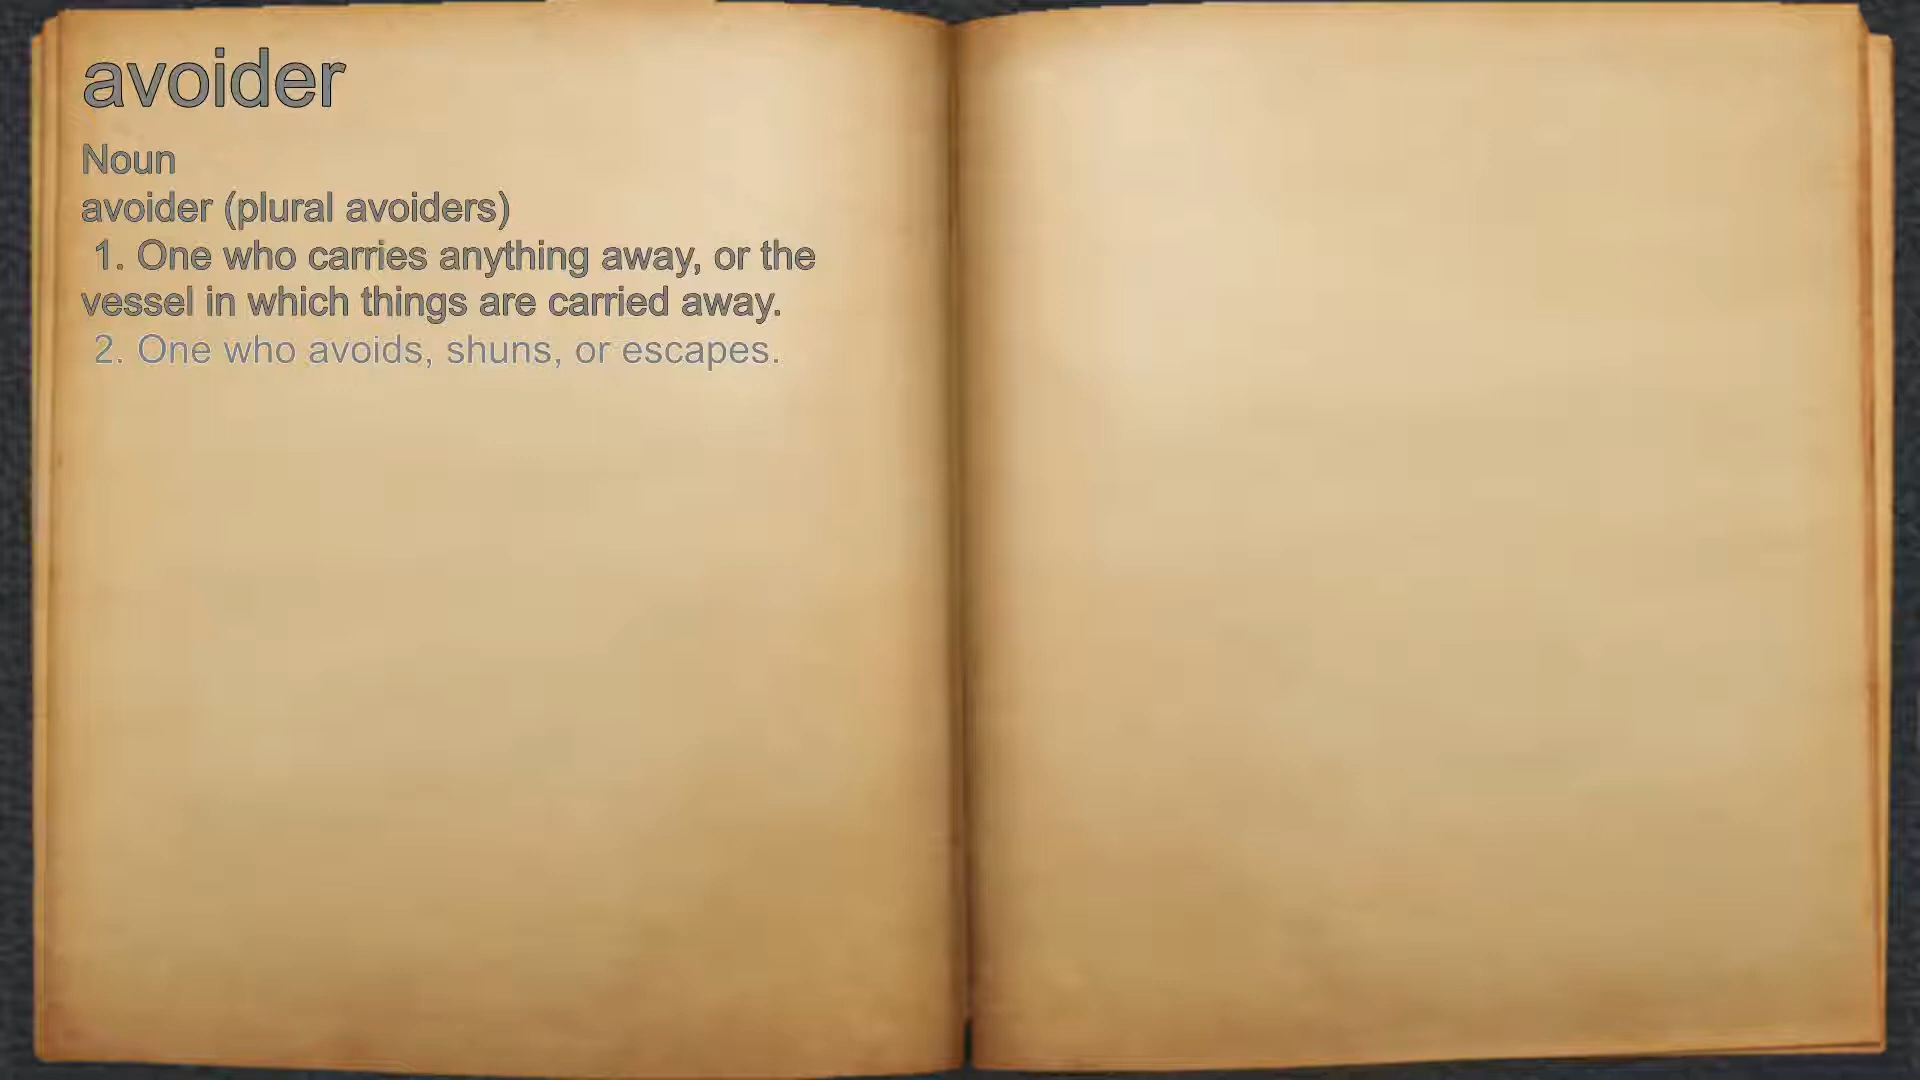 avoider
Noun
avoider (plural avoiders)
1. One who carries anything away, or the
vessel in which things are carried away.
2. One who avoids, shuns, or escapes.